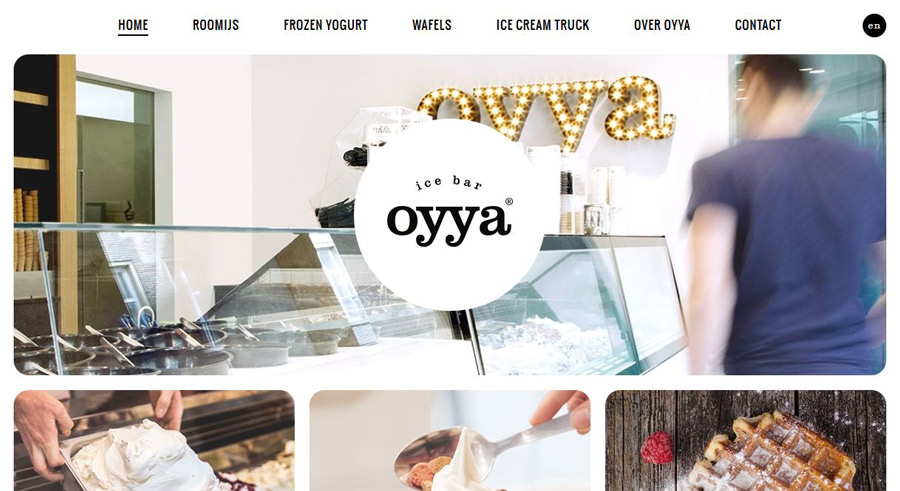 HOME ROOMIJS FROZEN YOGURT WAFELS ICE CREAM TRUCK OVER OYYA CONTACT en
oyya
ice bar
oyya®